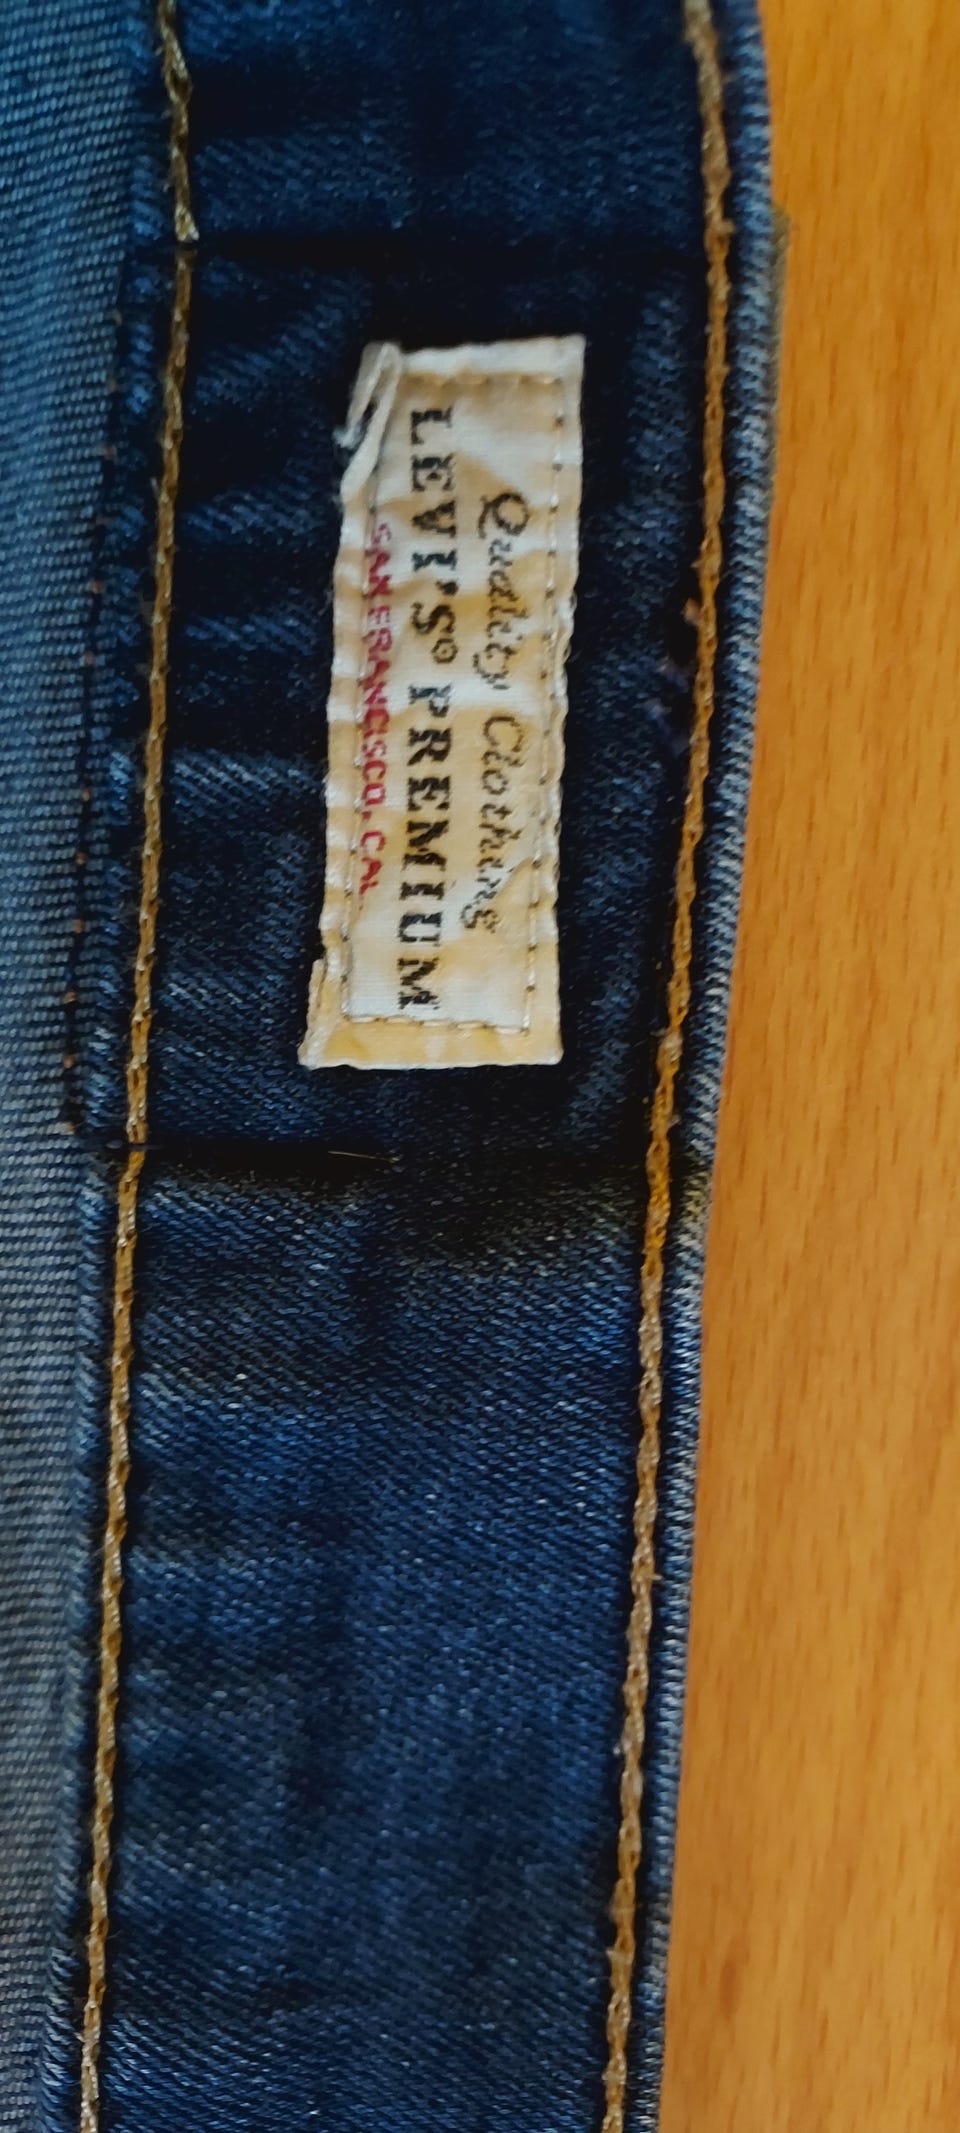 Quality Clothing
LEVI'S® PREMIUM
SAN FRANCISCO, CAL